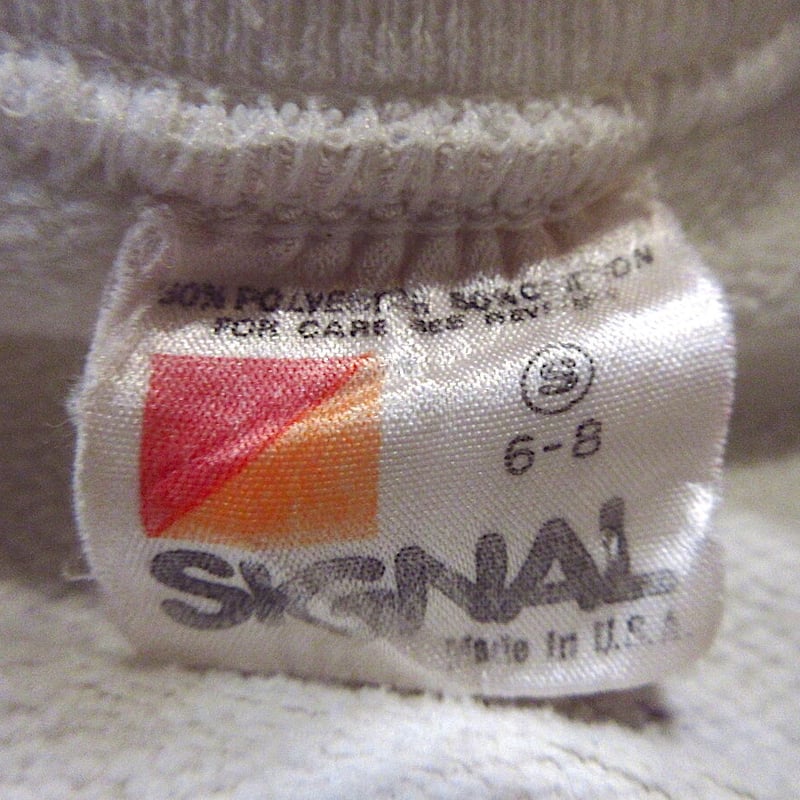 50% POLYESTER 50% COTTON
FOR CARE SEE REVERSE
S
6-8
SIGNAL
Made in U.S.A.